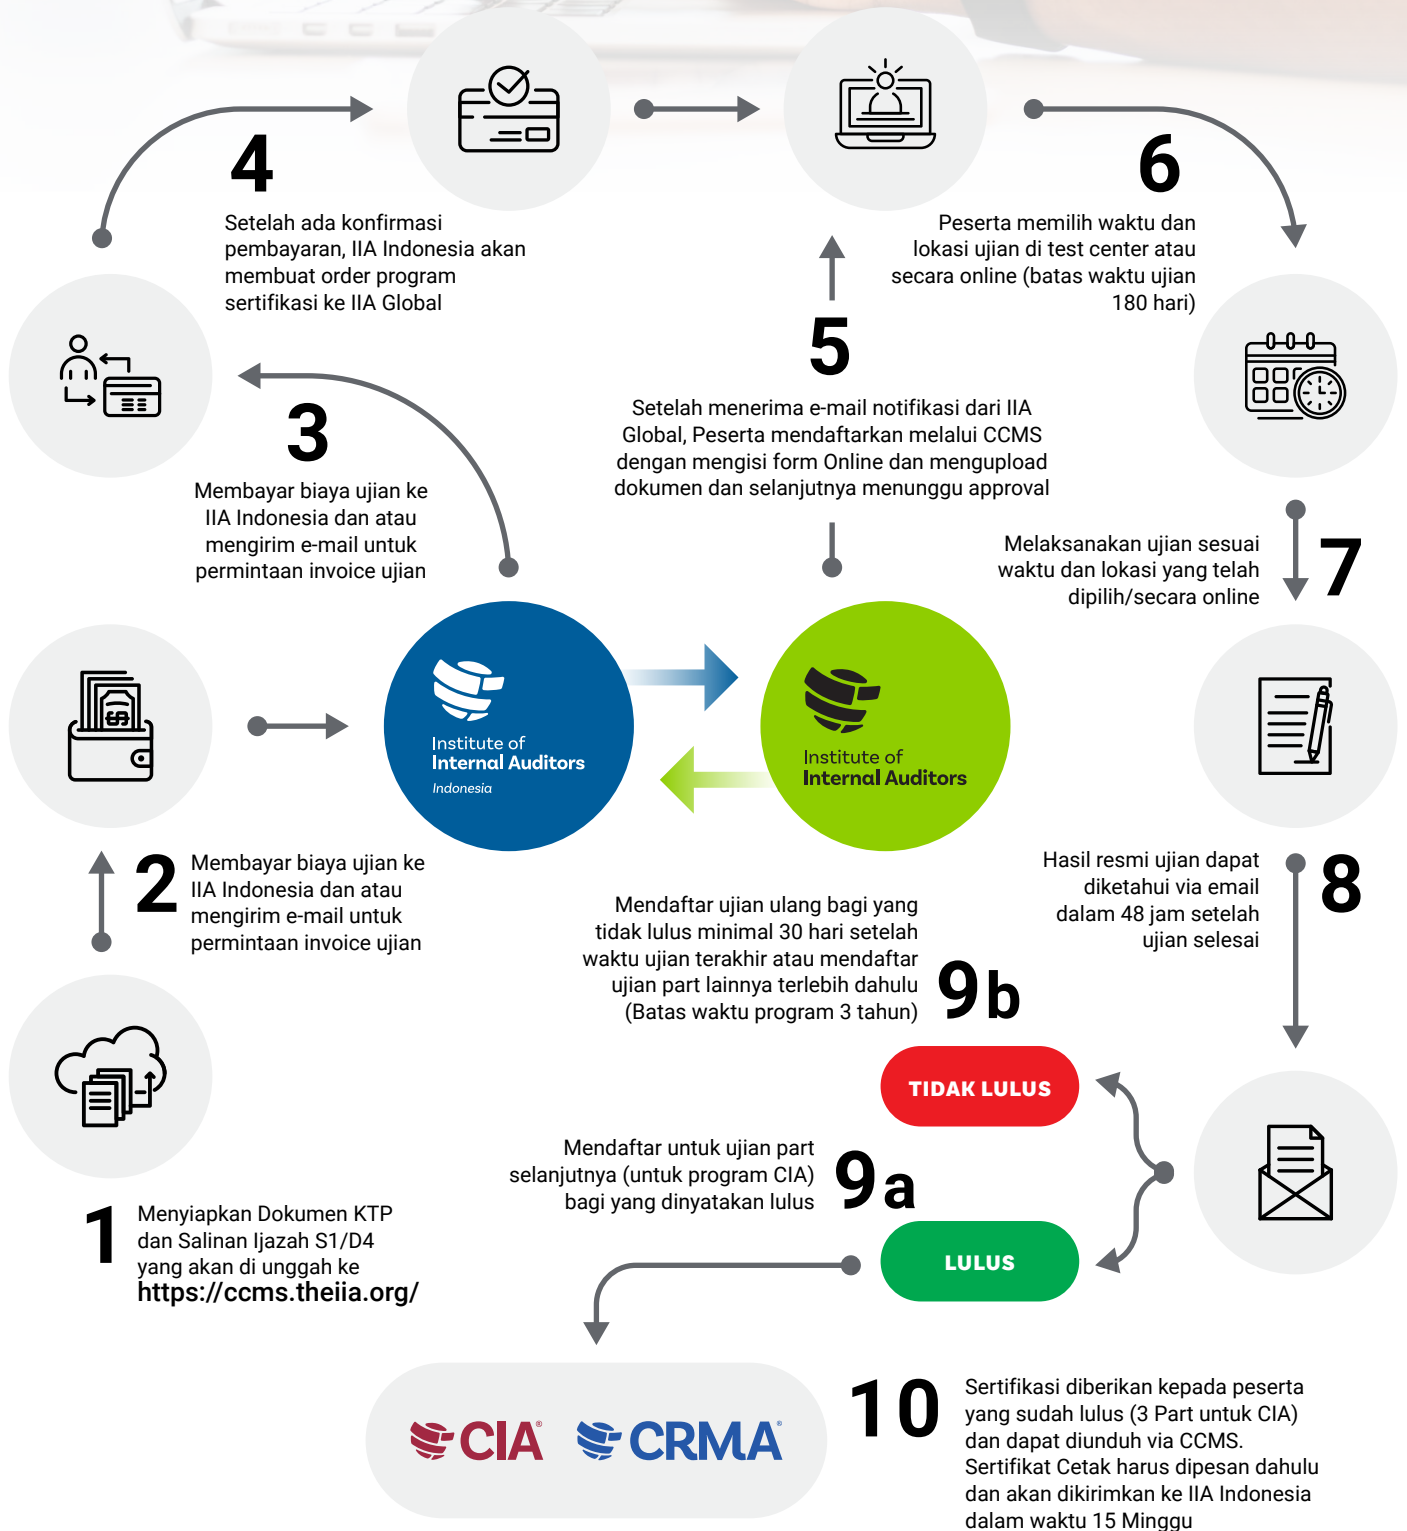 4
Setelah ada konfirmasi
pembayaran, IIA Indonesia akan
membuat order program
sertifikasi ke IIA Global
6
Peserta memilih waktu dan
lokasi ujian di test center atau
secara online (batas waktu ujian
180 hari)
5
Setelah menerima e-mail notifikasi dari IIA
Global, Peserta mendaftarkan melalui CCMS
dengan mengisi form Online dan mengupload
dokumen dan selanjutnya menunggu approval
3
Membayar biaya ujian ke
IIA Indonesia dan atau
mengirim e-mail untuk
permintaan invoice ujian
7
Melaksanakan ujian sesuai
waktu dan lokasi yang telah
dipilih/secara online
Institute of
Internal Auditors
Indonesia
Institute of
Internal Auditors
2
Membayar biaya ujian ke
IIA Indonesia dan atau
mengirim e-mail untuk
permintaan invoice ujian
8
Hasil resmi ujian dapat
diketahui via email
dalam 48 jam setelah
ujian selesai
Mendaftar ujian ulang bagi yang
tidak lulus minimal 30 hari setelah
waktu ujian terakhir atau mendaftar
ujian part lainnya terlebih dahulu
(Batas waktu program 3 tahun)
9b
TIDAK LULUS
Mendaftar untuk ujian part
selanjutnya (untuk program CIA)
bagi yang dinyatakan lulus
9a
LULUS
1
Menyiapkan Dokumen KTP
dan Salinan Ijazah S1/D4
yang akan di unggah ke
https://ccms.theiia.org/
CIA®
CRMA®
10
Sertifikasi diberikan kepada peserta
yang sudah lulus (3 Part untuk CIA)
dan dapat diunduh via CCMS.
Sertifikat Cetak harus dipesan dahulu
dan akan dikirimkan ke IIA Indonesia
dalam waktu 15 Minggu